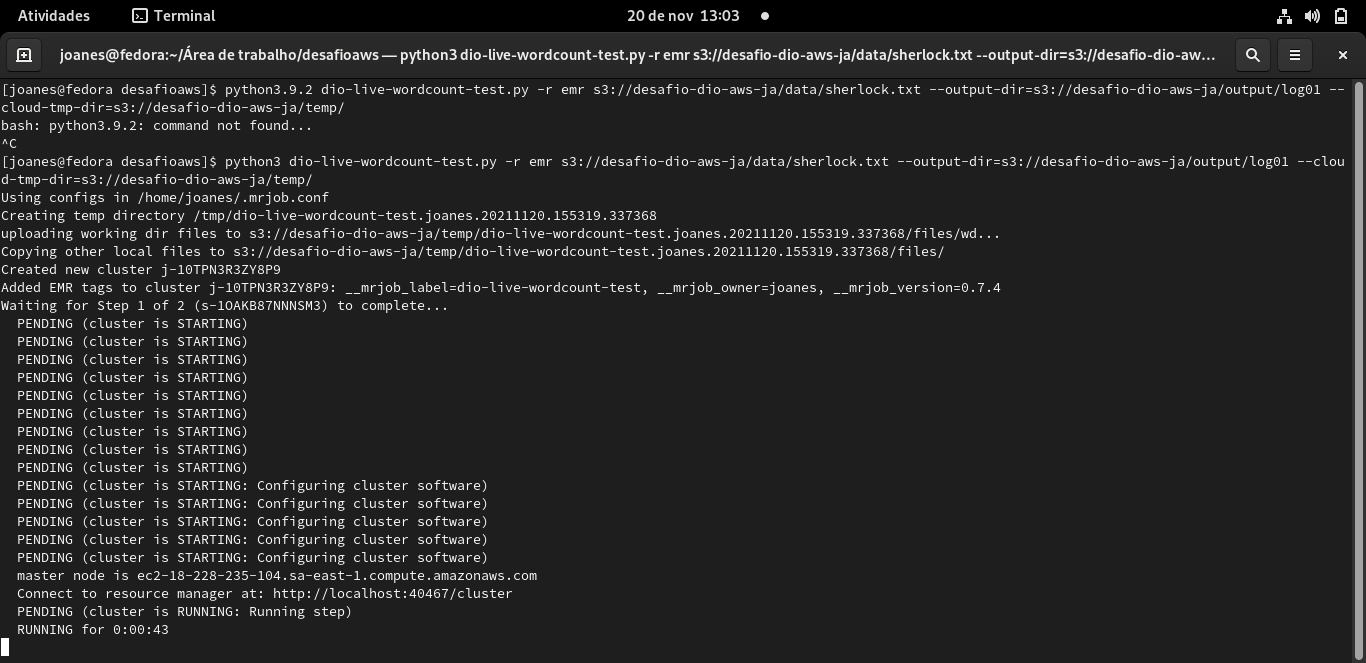 Atividades Terminal 20 de nov 13:03
joanes@fedora:~/Área de trabalho/desafioaws — python3 dio-live-wordcount-test.py -r emr s3://desafio-dio-aws-ja/data/sherlock.txt --output-dir=s3://desafio-dio-aw...
[joanes@fedora desafioaws]$ python3.9.2 dio-live-wordcount-test.py -r emr s3://desafio-dio-aws-ja/data/sherlock.txt --output-dir=s3://desafio-dio-aws-ja/output/log01 --
cloud-tmp-dir=s3://desafio-dio-aws-ja/temp/
bash: python3.9.2: command not found...
^C
[joanes@fedora desafioaws]$ python3 dio-live-wordcount-test.py -r emr s3://desafio-dio-aws-ja/data/sherlock.txt --output-dir=s3://desafio-dio-aws-ja/output/log01 --clou
d-tmp-dir=s3://desafio-dio-aws-ja/temp/
Using configs in /home/joanes/.mrjob.conf
Creating temp directory /tmp/dio-live-wordcount-test.joanes.20211120.155319.337368
uploading working dir files to s3://desafio-dio-aws-ja/temp/dio-live-wordcount-test.joanes.20211120.155319.337368/files/wd...
Copying other local files to s3://desafio-dio-aws-ja/temp/dio-live-wordcount-test.joanes.20211120.155319.337368/files/
Created new cluster j-10TPN3R3ZY8P9
Added EMR tags to cluster j-10TPN3R3ZY8P9: __mrjob_label=dio-live-wordcount-test, __mrjob_owner=joanes, __mrjob_version=0.7.4
Waiting for Step 1 of 2 (s-1OAKB87NNNSM3) to complete...
  PENDING (cluster is STARTING)
  PENDING (cluster is STARTING)
  PENDING (cluster is STARTING)
  PENDING (cluster is STARTING)
  PENDING (cluster is STARTING)
  PENDING (cluster is STARTING)
  PENDING (cluster is STARTING)
  PENDING (cluster is STARTING)
  PENDING (cluster is STARTING)
  PENDING (cluster is STARTING: Configuring cluster software)
  PENDING (cluster is STARTING: Configuring cluster software)
  PENDING (cluster is STARTING: Configuring cluster software)
  PENDING (cluster is STARTING: Configuring cluster software)
  PENDING (cluster is STARTING: Configuring cluster software)
  master node is ec2-18-228-235-104.sa-east-1.compute.amazonaws.com
  Connect to resource manager at: http://localhost:40467/cluster
  PENDING (cluster is RUNNING: Running step)
  RUNNING for 0:00:43